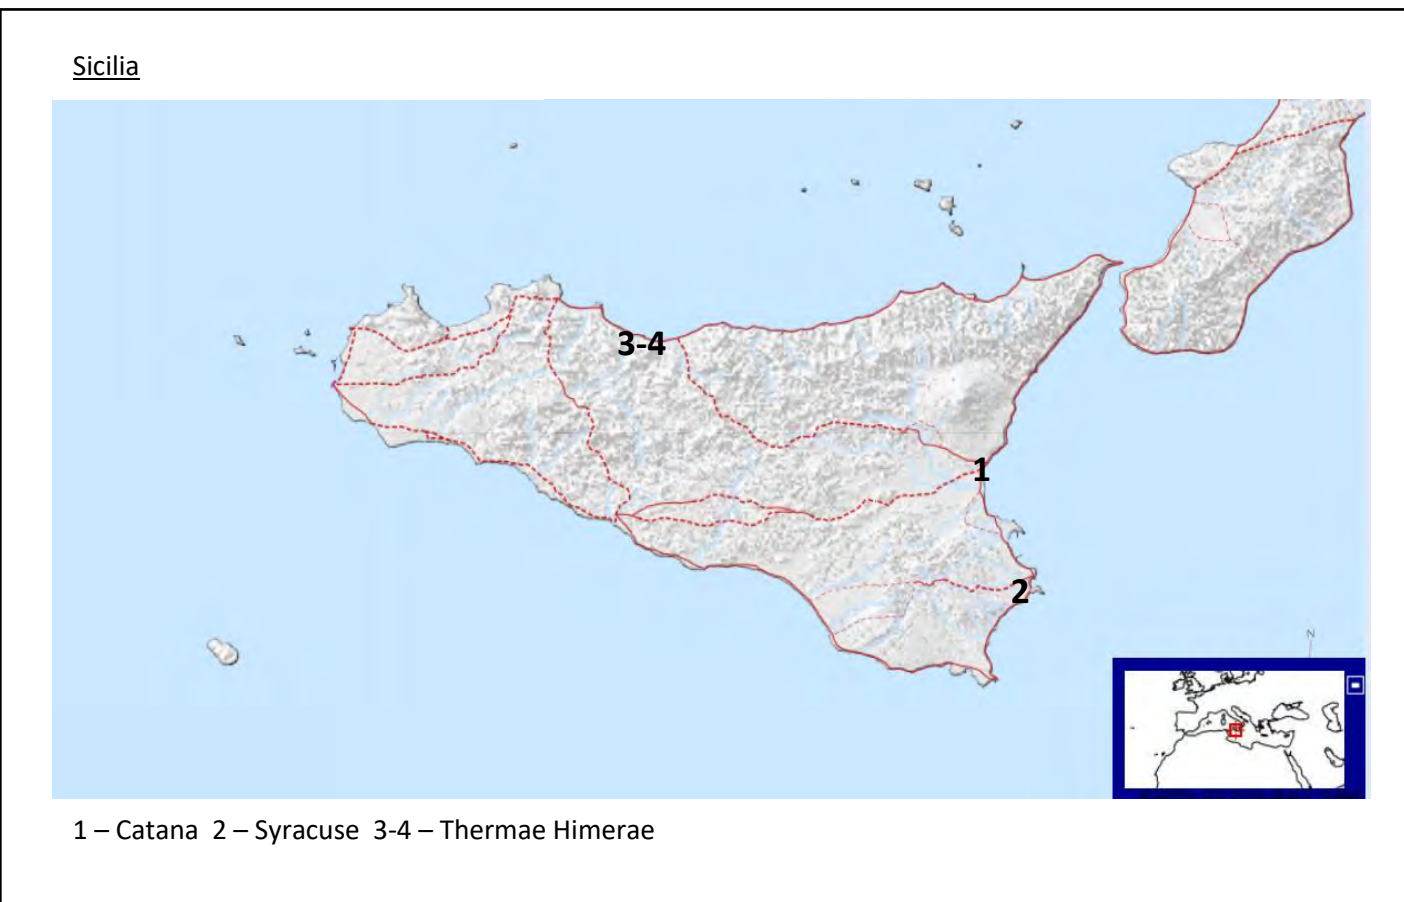 Sicilia
3-4
1
2
N
1 – Catana 2 – Syracuse 3-4 – Thermae Himerae